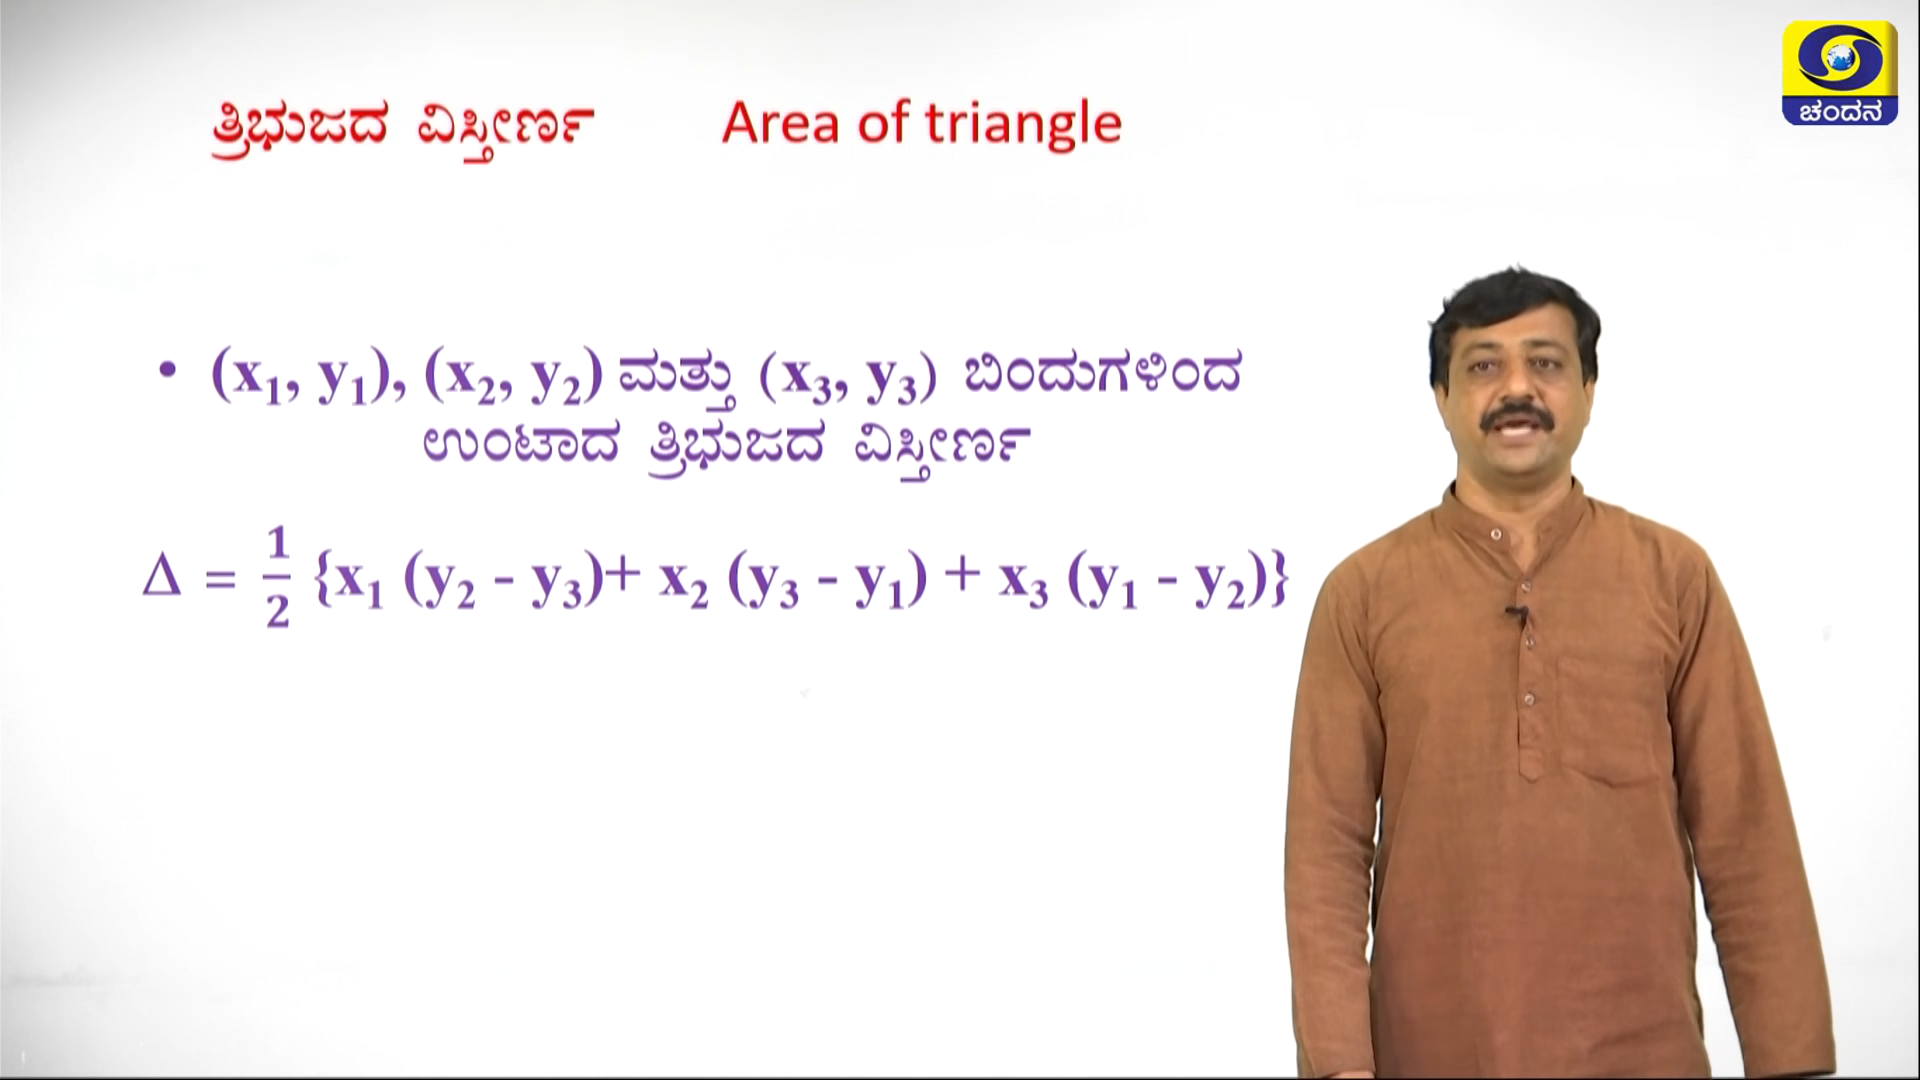 ಚಂದನ
ತ್ರಿಭುಜದ ವಿಸ್ತೀರ್ಣ Area of triangle
• (x₁, y₁), (x₂, y₂) ಮತ್ತು (x₃, y₃) ಬಿಂದುಗಳಿಂದ
ಉಂಟಾದ ತ್ರಿಭುಜದ ವಿಸ್ತೀರ್ಣ
Δ = 1/2 {x₁ (y₂ - y₃)+ x₂ (y₃ - y₁) + x₃ (y₁ - y₂)}